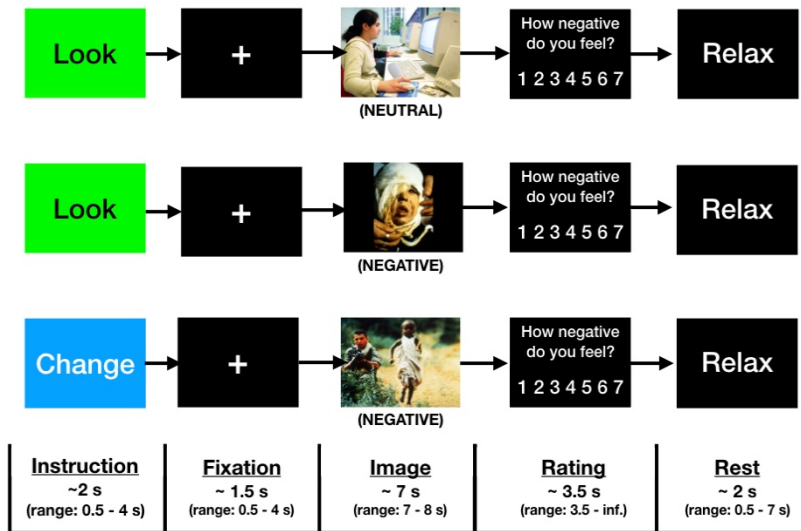 Look
+
(NEUTRAL)
How negative
do you feel?
1 2 3 4 5 6 7
Relax
Look
+
(NEGATIVE)
How negative
do you feel?
1 2 3 4 5 6 7
Relax
Change
+
(NEGATIVE)
How negative
do you feel?
1 2 3 4 5 6 7
Relax
Instruction
~2 s
(range: 0.5 - 4 s)
Fixation
~ 1.5 s
(range: 0.5 - 4 s)
Image
~ 7 s
(range: 7 - 8 s)
Rating
~ 3.5 s
(range: 3.5 - inf.)
Rest
~ 2 s
(range: 0.5 - 7 s)